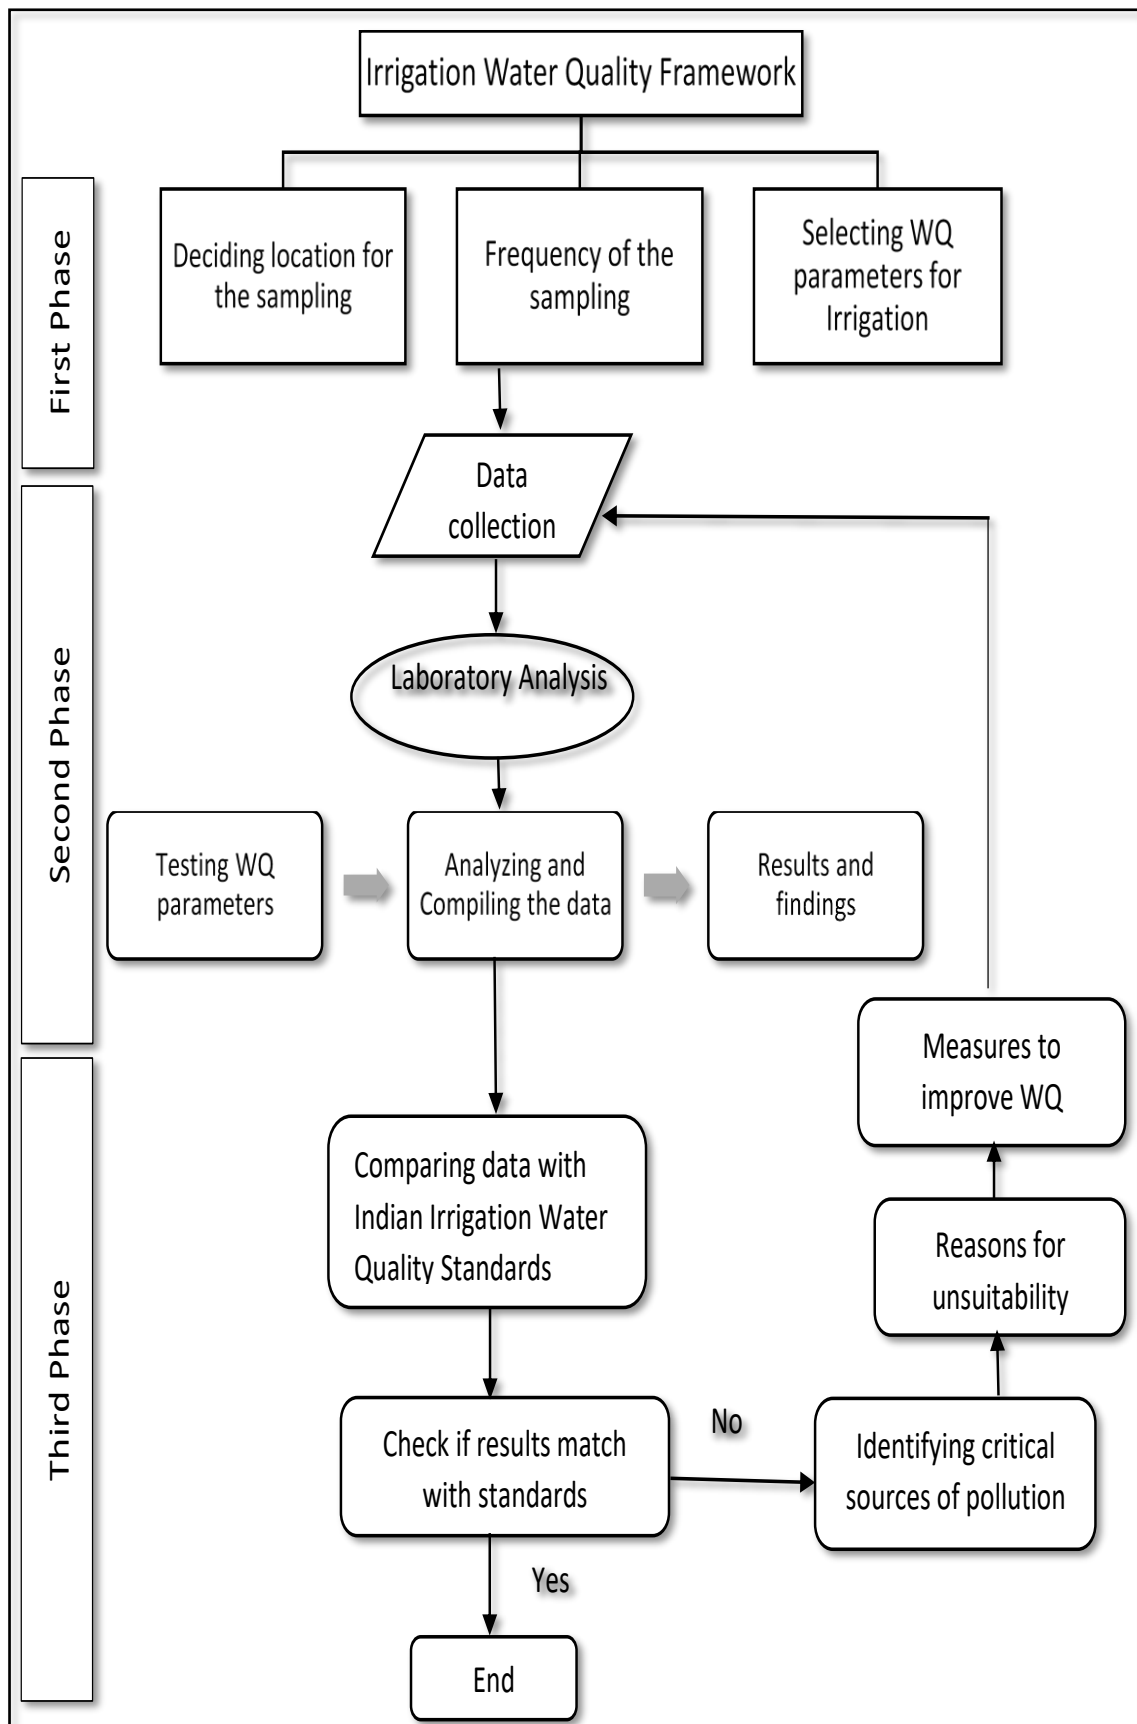 Irrigation Water Quality Framework
First Phase
Deciding location for
the sampling
Frequency of the
sampling
Selecting WQ
parameters for
Irrigation
Data
collection
Second Phase
Laboratory Analysis
Testing WQ
parameters
Analyzing and
Compiling the data
Results and
findings
Measures to
improve WQ
Third Phase
Comparing data with
Indian Irrigation Water
Quality Standards
Reasons for
unsuitability
Check if results match
with standards
No
Identifying critical
sources of pollution
Yes
End